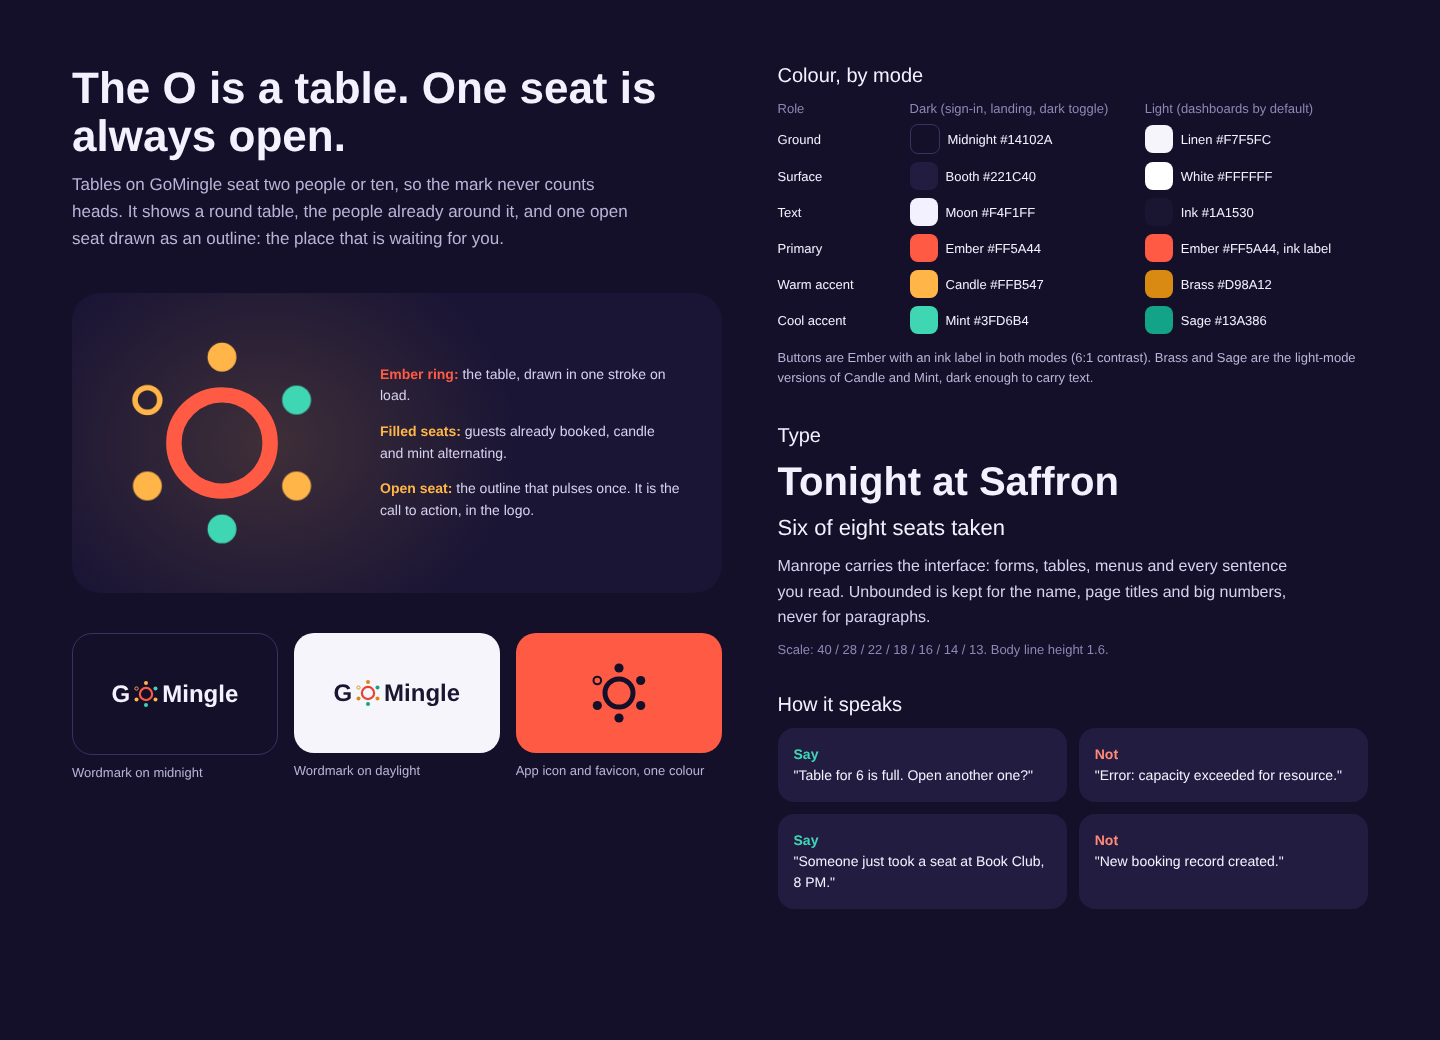 The O is a table. One seat is
always open.
Tables on GoMingle seat two people or ten, so the mark never counts
heads. It shows a round table, the people already around it, and one open
seat drawn as an outline: the place that is waiting for you.
Ember ring: the table, drawn in one stroke on
load.
Filled seats: guests already booked, candle
and mint alternating.
Open seat: the outline that pulses once. It is the
call to action, in the logo.
G Mingle
G Mingle
Wordmark on midnight
Wordmark on daylight
App icon and favicon, one colour
Colour, by mode
Role Dark (sign-in, landing, dark toggle) Light (dashboards by default)
Ground Midnight #14102A Linen #F7F5FC
Surface Booth #221C40 White #FFFFFF
Text Moon #F4F1FF Ink #1A1530
Primary Ember #FF5A44 Ember #FF5A44, ink label
Warm accent Candle #FFB547 Brass #D98A12
Cool accent Mint #3FD6B4 Sage #13A386
Buttons are Ember with an ink label in both modes (6:1 contrast). Brass and Sage are the light-mode
versions of Candle and Mint, dark enough to carry text.
Type
Tonight at Saffron
Six of eight seats taken
Manrope carries the interface: forms, tables, menus and every sentence
you read. Unbounded is kept for the name, page titles and big numbers,
never for paragraphs.
Scale: 40 / 28 / 22 / 18 / 16 / 14 / 13. Body line height 1.6.
How it speaks
Say
"Table for 6 is full. Open another one?"
Not
"Error: capacity exceeded for resource."
Say
"Someone just took a seat at Book Club,
8 PM."
Not
"New booking record created."